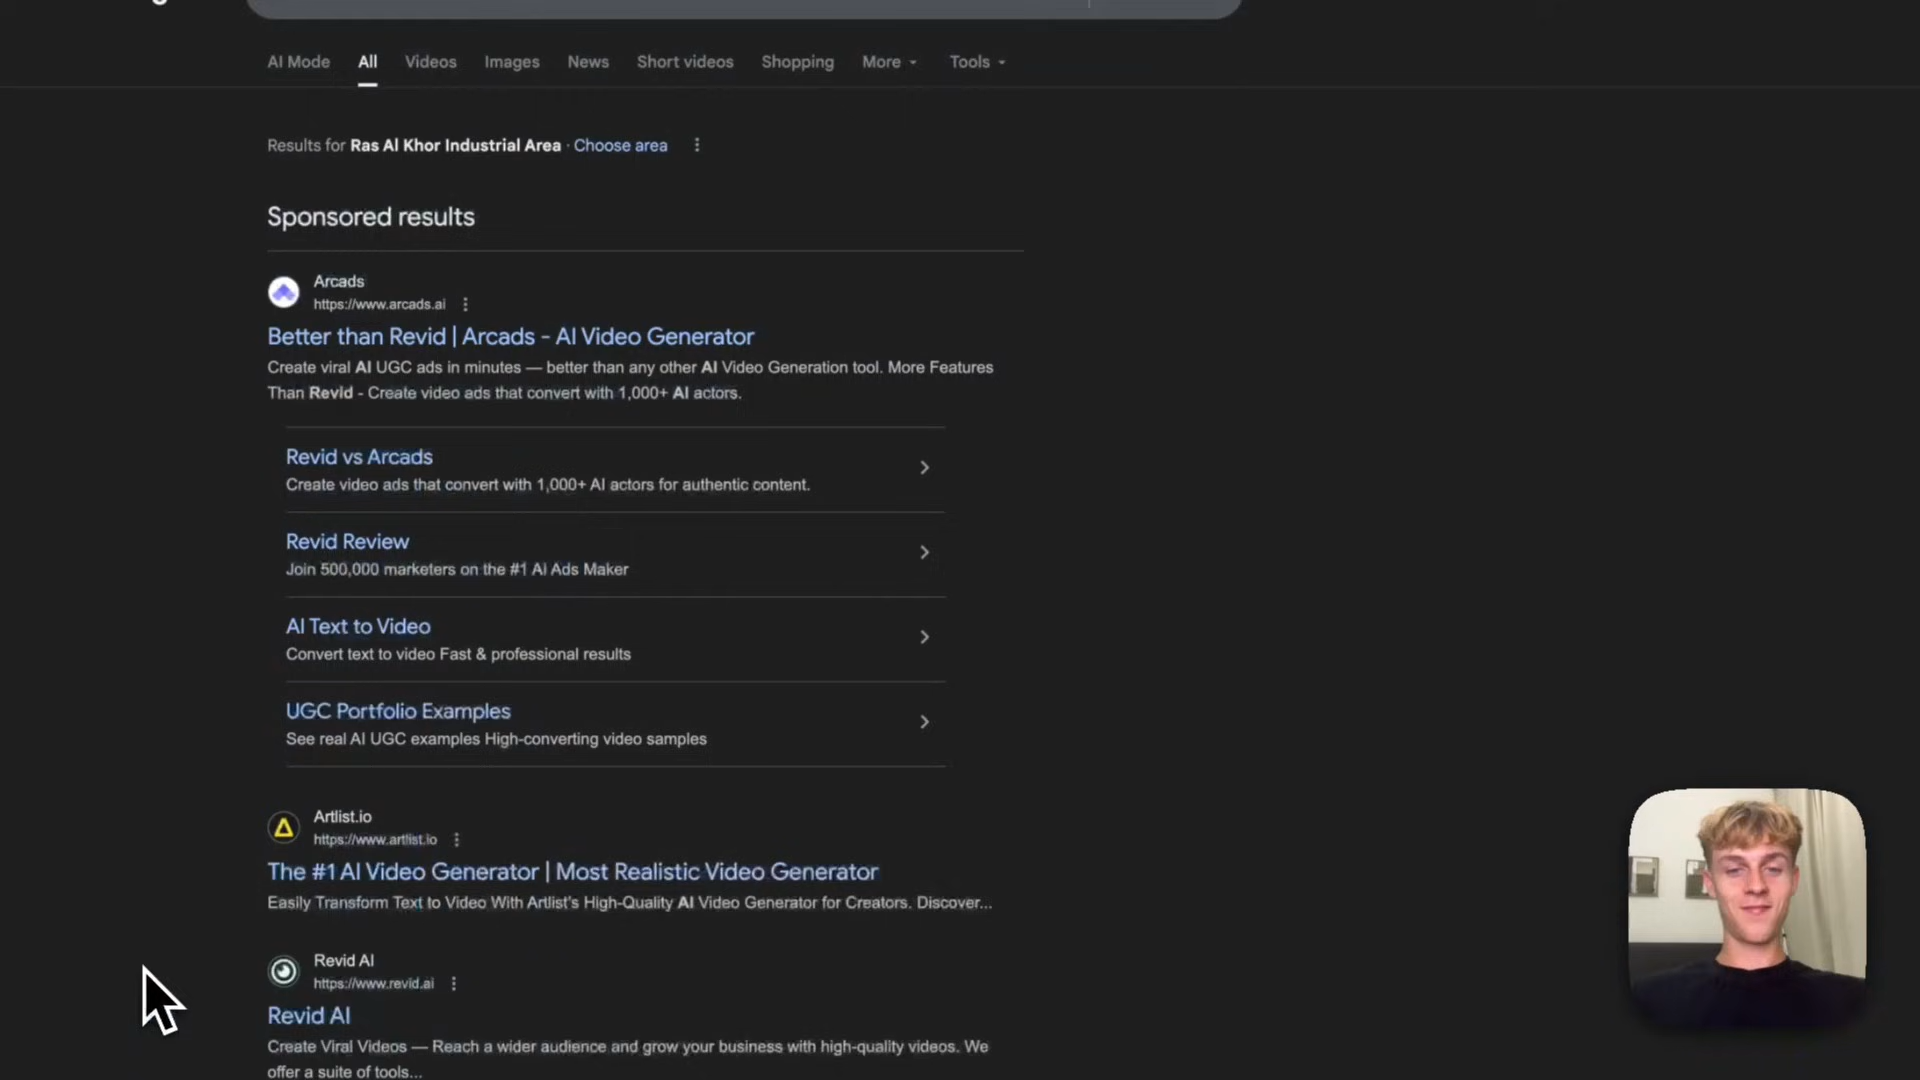 AI Mode
All
Videos
Images
News
Short videos
Shopping
More
Tools
Results for Ras Al Khor Industrial Area · Choose area
Sponsored results
Arcads
https://www.arcads.ai
Better than Revid | Arcads - AI Video Generator
Create viral AI UGC ads in minutes — better than any other AI Video Generation tool. More Features
Than Revid - Create video ads that convert with 1,000+ AI actors.
Revid vs Arcads
Create video ads that convert with 1,000+ AI actors for authentic content.
Revid Review
Join 500,000 marketers on the #1 AI Ads Maker
AI Text to Video
Convert text to video Fast & professional results
UGC Portfolio Examples
See real AI UGC examples High-converting video samples
Artlist.io
https://www.artlist.io
The #1 AI Video Generator | Most Realistic Video Generator
Easily Transform Text to Video With Artlist's High-Quality AI Video Generator for Creators. Discover...
Revid AI
https://www.revid.ai
Revid AI
Create Viral Videos — Reach a wider audience and grow your business with high-quality videos. We
offer a suite of tools...